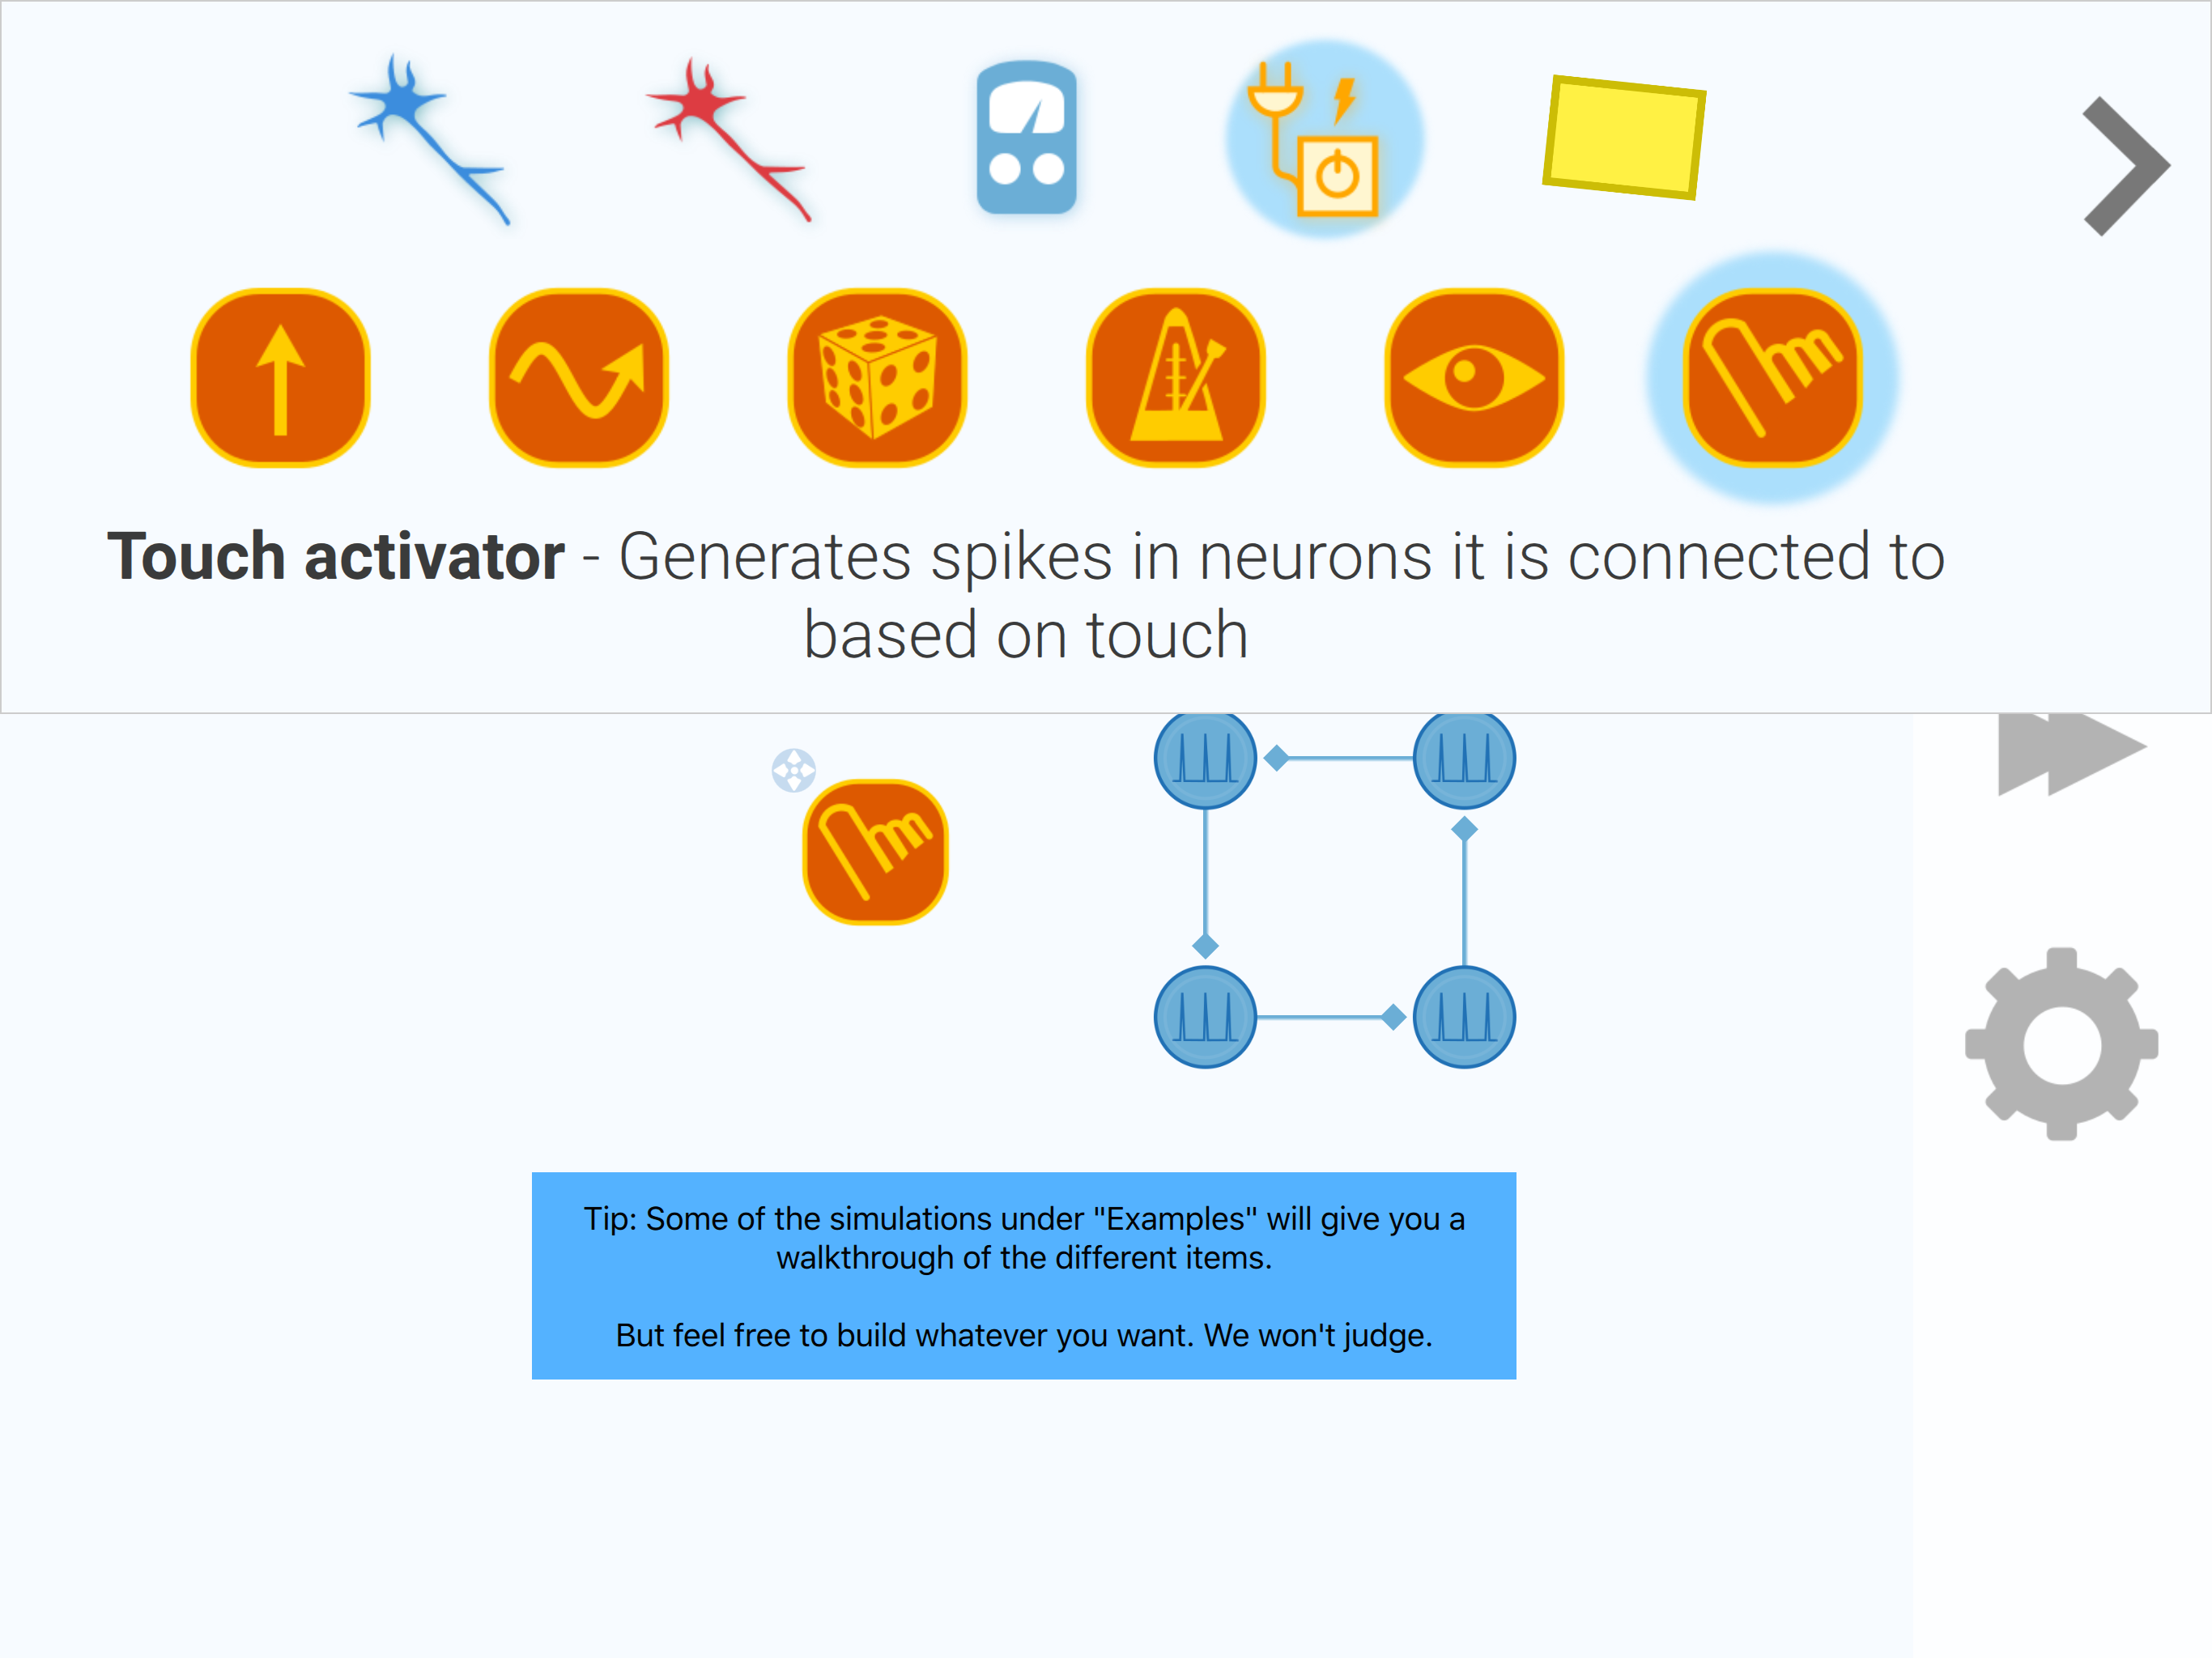 Touch activator - Generates spikes in neurons it is connected to
based on touch
Tip: Some of the simulations under "Examples" will give you a
walkthrough of the different items.
But feel free to build whatever you want. We won't judge.